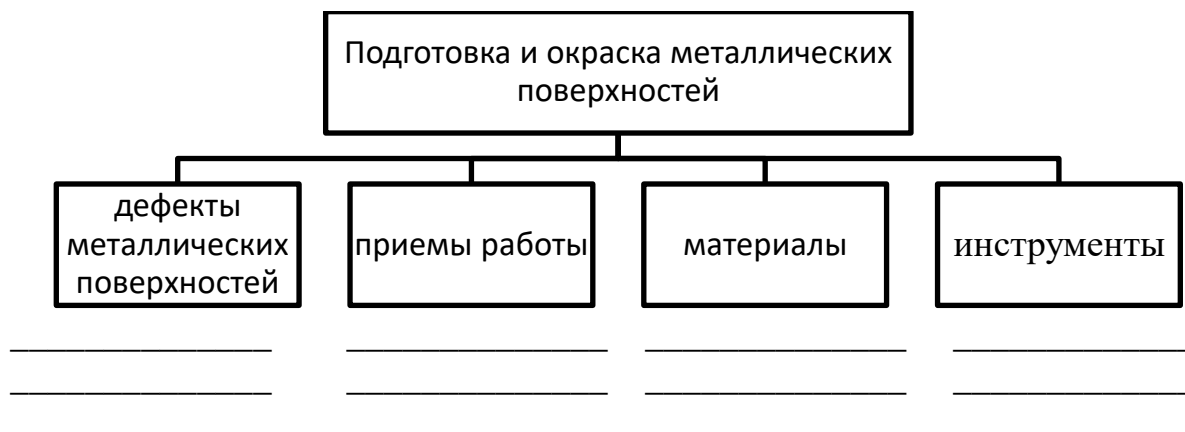 Подготовка и окраска металлических
поверхностей
дефекты
металлических
поверхностей
приемы работы
материалы
инструменты